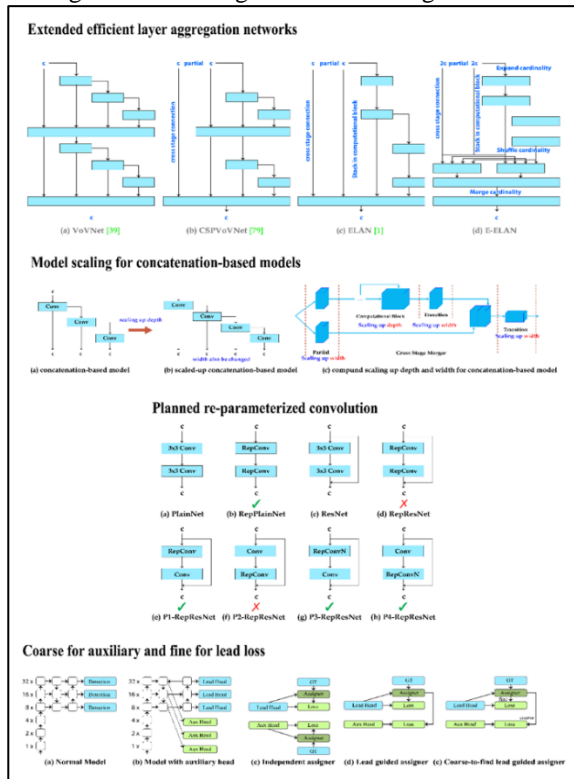 Extended efficient layer aggregation networks
c c partial c c partial c 2c partial 2c Expand cardinality
cross stage connection cross stage connection Stack in computational block cross stage connection Stack in computational block
Shuffle cardinality
Merge cardinality
c c c c
(a) VoVNet [39] (b) CSPVoVNet [79] (c) ELAN [1] (d) E-ELAN
Model scaling for concatenation-based models
Conv scaling up depth Conv Computational Block Transition
Conv Conv Scaling up depth Scaling up width
Conv Conv Transition
Conv Partial Scaling up width
width also be changed Scaling up width Cross Stage Merger
(a) concatenation-based model (b) scaled-up concatenation-based model (c) compund scaling up depth and width for concatenation-based model
Planned re-parameterized convolution
c c c c
3x3 Conv RepConv 3x3 Conv RepConv
3x3 Conv RepConv 3x3 Conv RepConv
c c c c
(a) PlainNet (b) RepPlainNet (c) ResNet (d) RepResNet
c c c c
RepConv Conv RepConvN Conv
Conv RepConv Conv RepConvN
c c c c
(e) P1-RepResNet (f) P2-RepResNet (g) P3-RepResNet (h) P4-RepResNet
Coarse for auxiliary and fine for lead loss
32 x Detection 32 x Lead Head GT GT GT
16 x Detection 16 x Lead Head Assigner Assigner Assigner
8 x Detection 8 x Lead Head Lead Head Loss Lead Head Loss Lead Head Loss
4 x 4 x Aux Head Aux Head Loss Aux Head Loss Aux Head Loss
2 x 2 x Aux Head Assigner
1 x 1 x Aux Head GT
(a) Normal Model (b) Model with auxiliary head (c) Independent assigner (d) Lead guided assigner (c) Coarse-to-find lead guided assigner